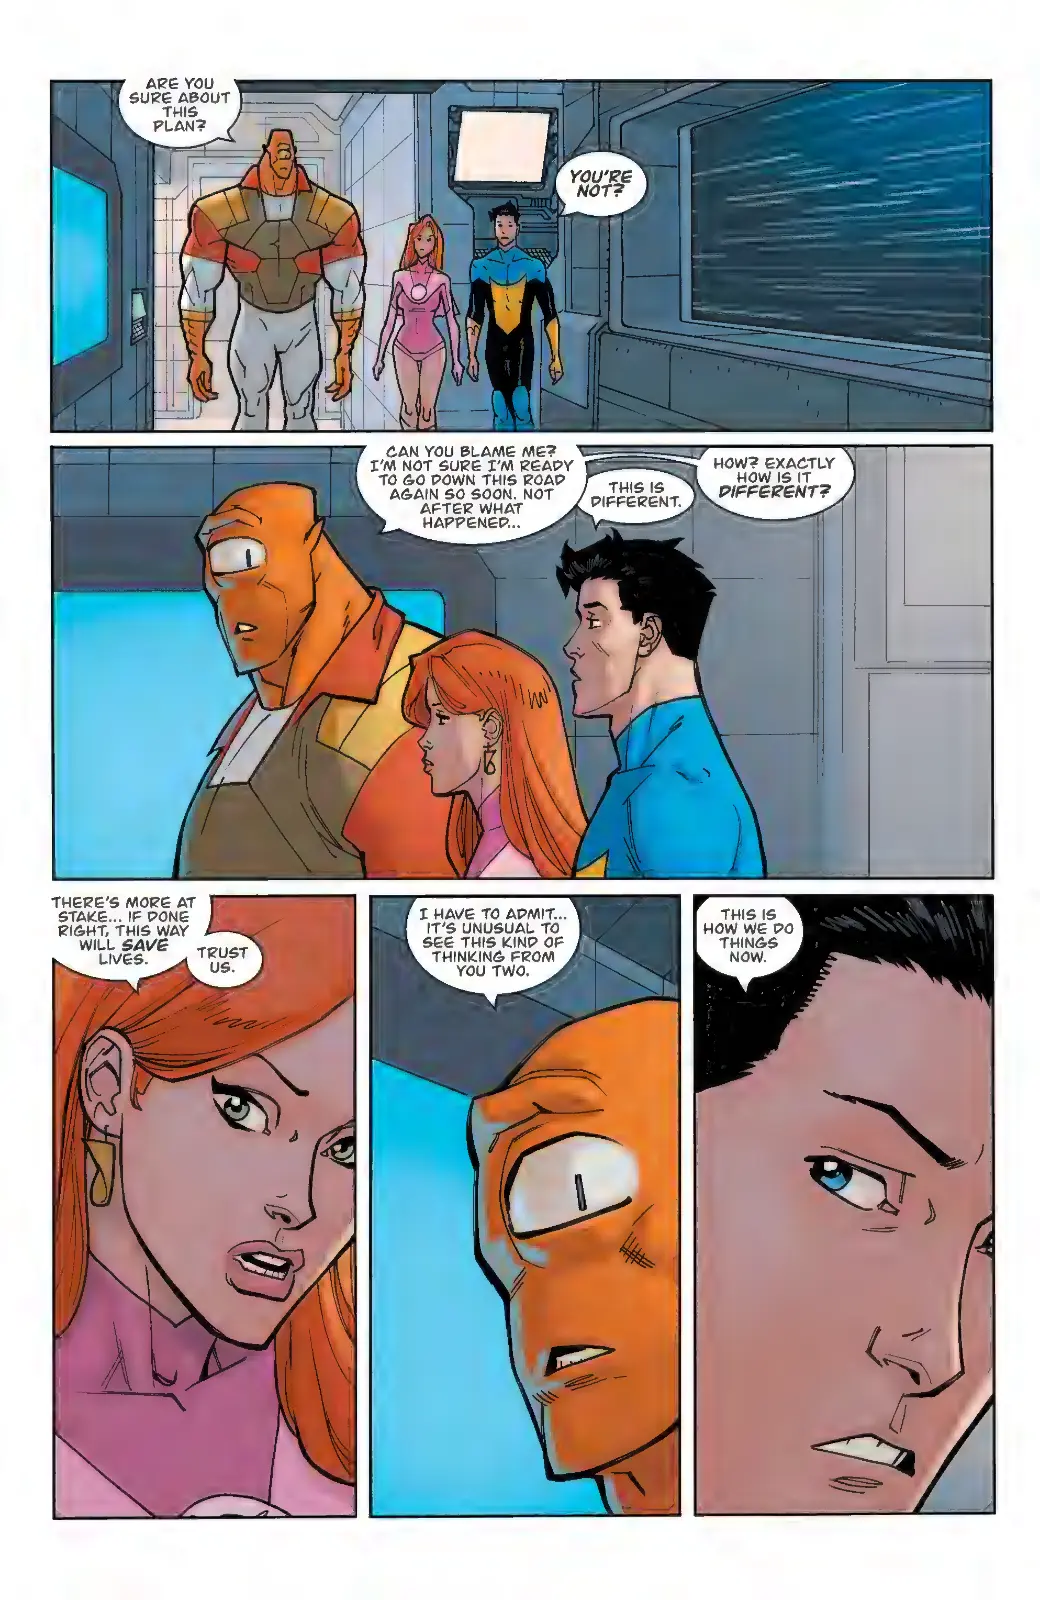 ARE YOU
SURE ABOUT
THIS
PLAN?
YOU'RE
NOT?
CAN YOU BLAME ME?
I'M NOT SURE I'M READY
TO GO DOWN THIS ROAD
AGAIN SO SOON. NOT
AFTER WHAT
HAPPENED...
THIS IS
DIFFERENT.
HOW? EXACTLY
HOW IS IT
DIFFERENT?
THERE'S MORE AT
STAKE... IF DONE
RIGHT, THIS WAY
WILL SAVE
LIVES.
TRUST
US.
I HAVE TO ADMIT...
IT'S UNUSUAL TO
SEE THIS KIND OF
THINKING FROM
YOU TWO.
THIS IS
HOW WE DO
THINGS
NOW.